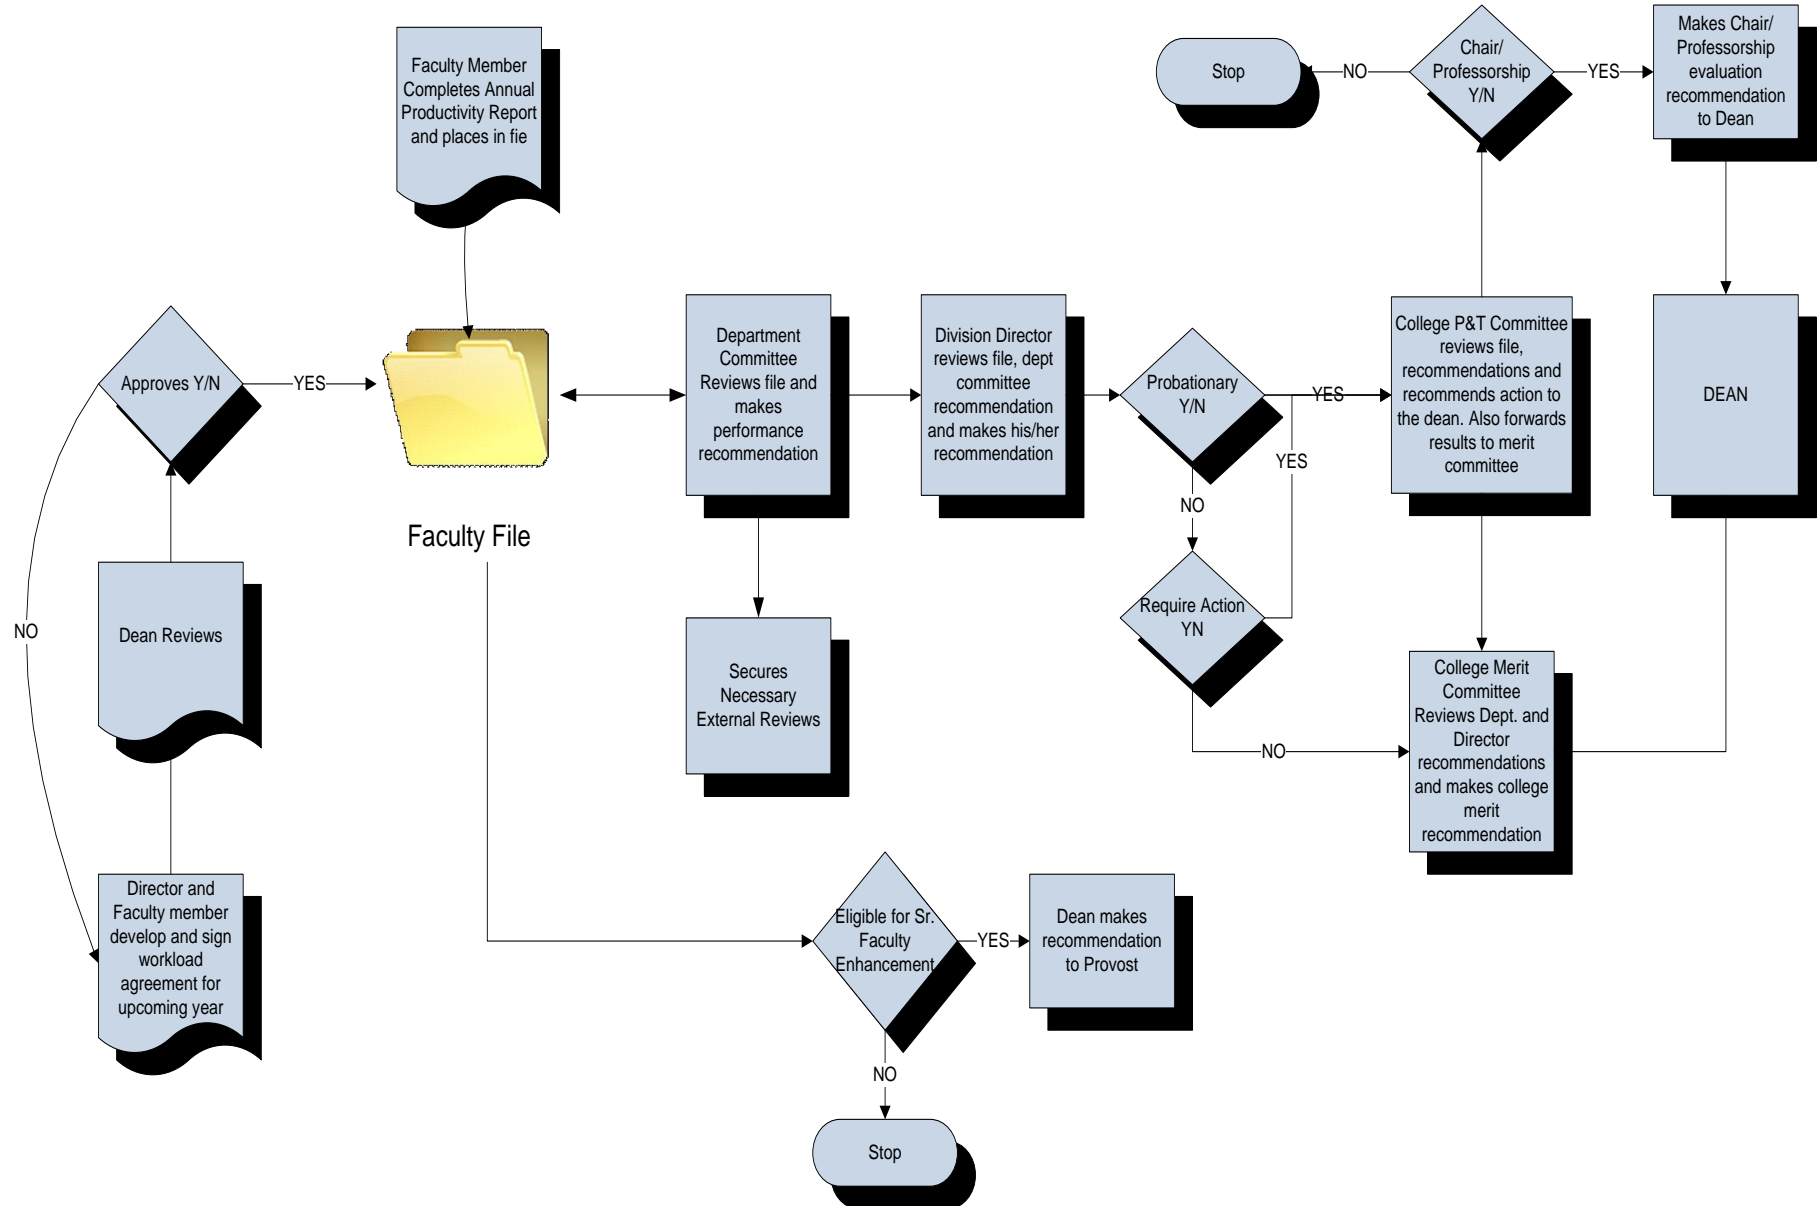 Faculty Member
Completes Annual
Productivity Report
and places in fie
Stop
NO
Chair/
Professorship
Y/N
YES
Makes Chair/
Professorship
evaluation
recommendation
to Dean
Approves Y/N
YES
Faculty File
Department
Committee
Reviews file and
makes
performance
recommendation
Division Director
reviews file, dept
committee
recommendation
and makes his/her
recommendation
Probationary
Y/N
YES
YES
NO
College P&T Committee
reviews file,
recommendations and
recommends action to
the dean. Also forwards
results to merit
committee
DEAN
NO
Dean Reviews
Secures
Necessary
External Reviews
Require Action
YN
NO
College Merit
Committee
Reviews Dept. and
Director
recommendations
and makes college
merit
recommendation
Director and
Faculty member
develop and sign
workload
agreement for
upcoming year
Eligible for Sr.
Faculty
Enhancement
YES
Dean makes
recommendation
to Provost
NO
Stop